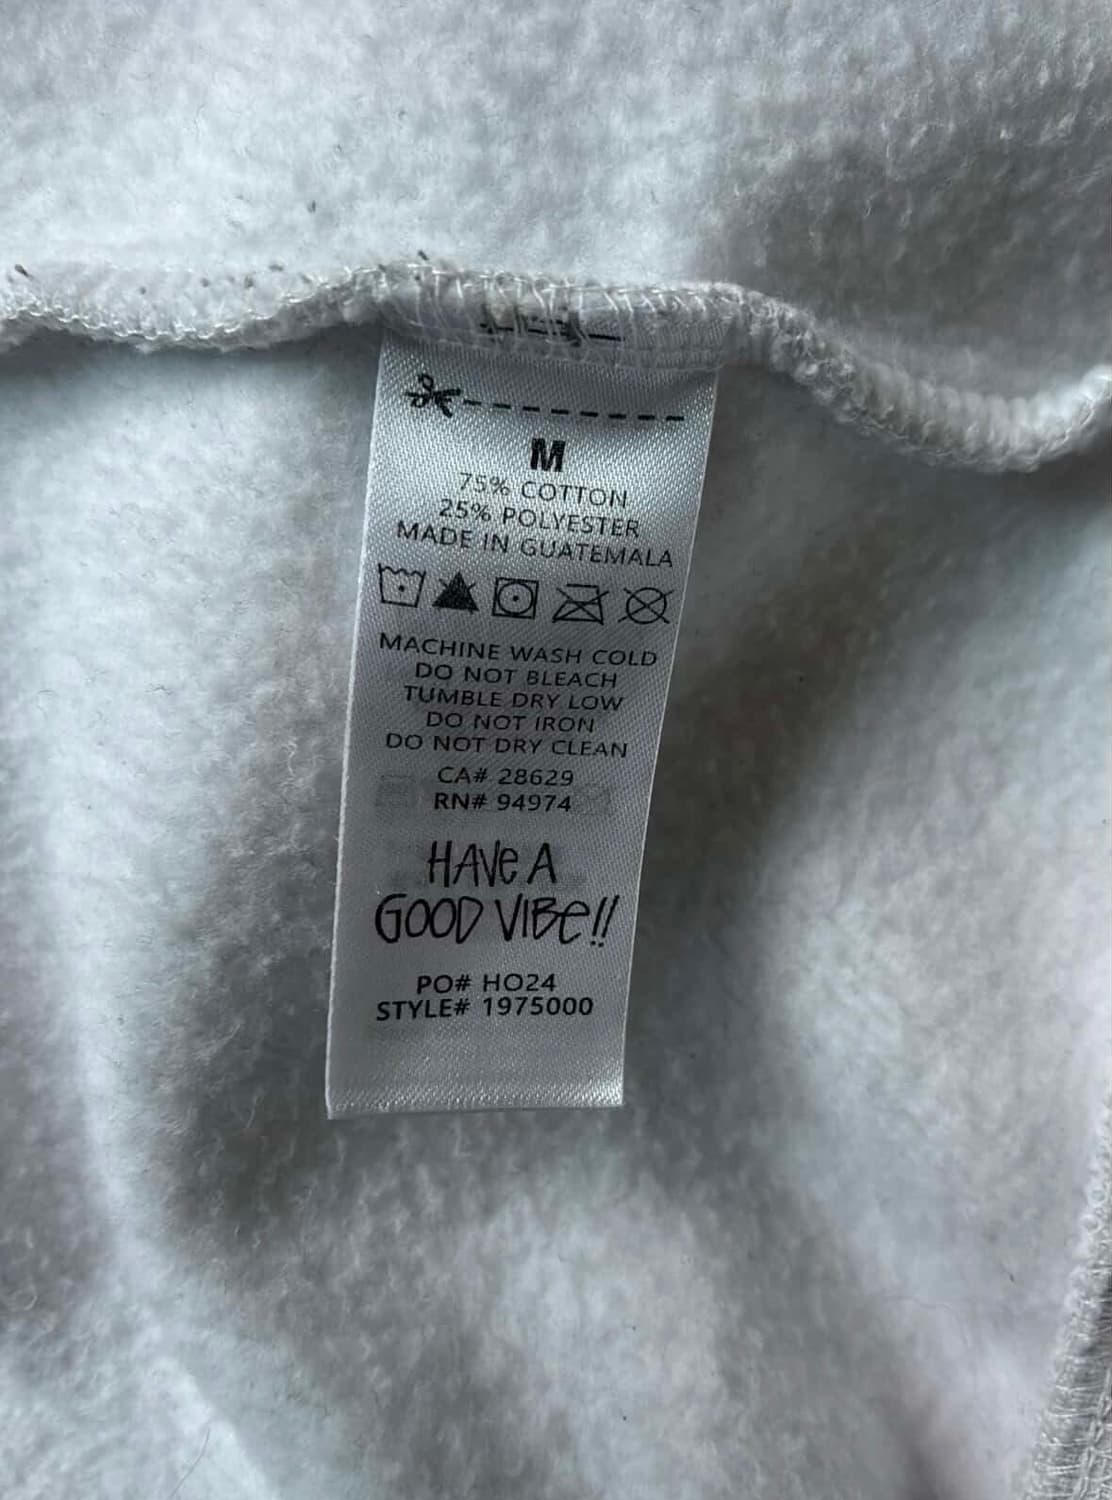 M
75% COTTON
25% POLYESTER
MADE IN GUATEMALA
MACHINE WASH COLD
DO NOT BLEACH
TUMBLE DRY LOW
DO NOT IRON
DO NOT DRY CLEAN
CA# 28629
RN# 94974
HAVe A
GOOD VIBe!!
PO# HO24
STYLE# 1975000